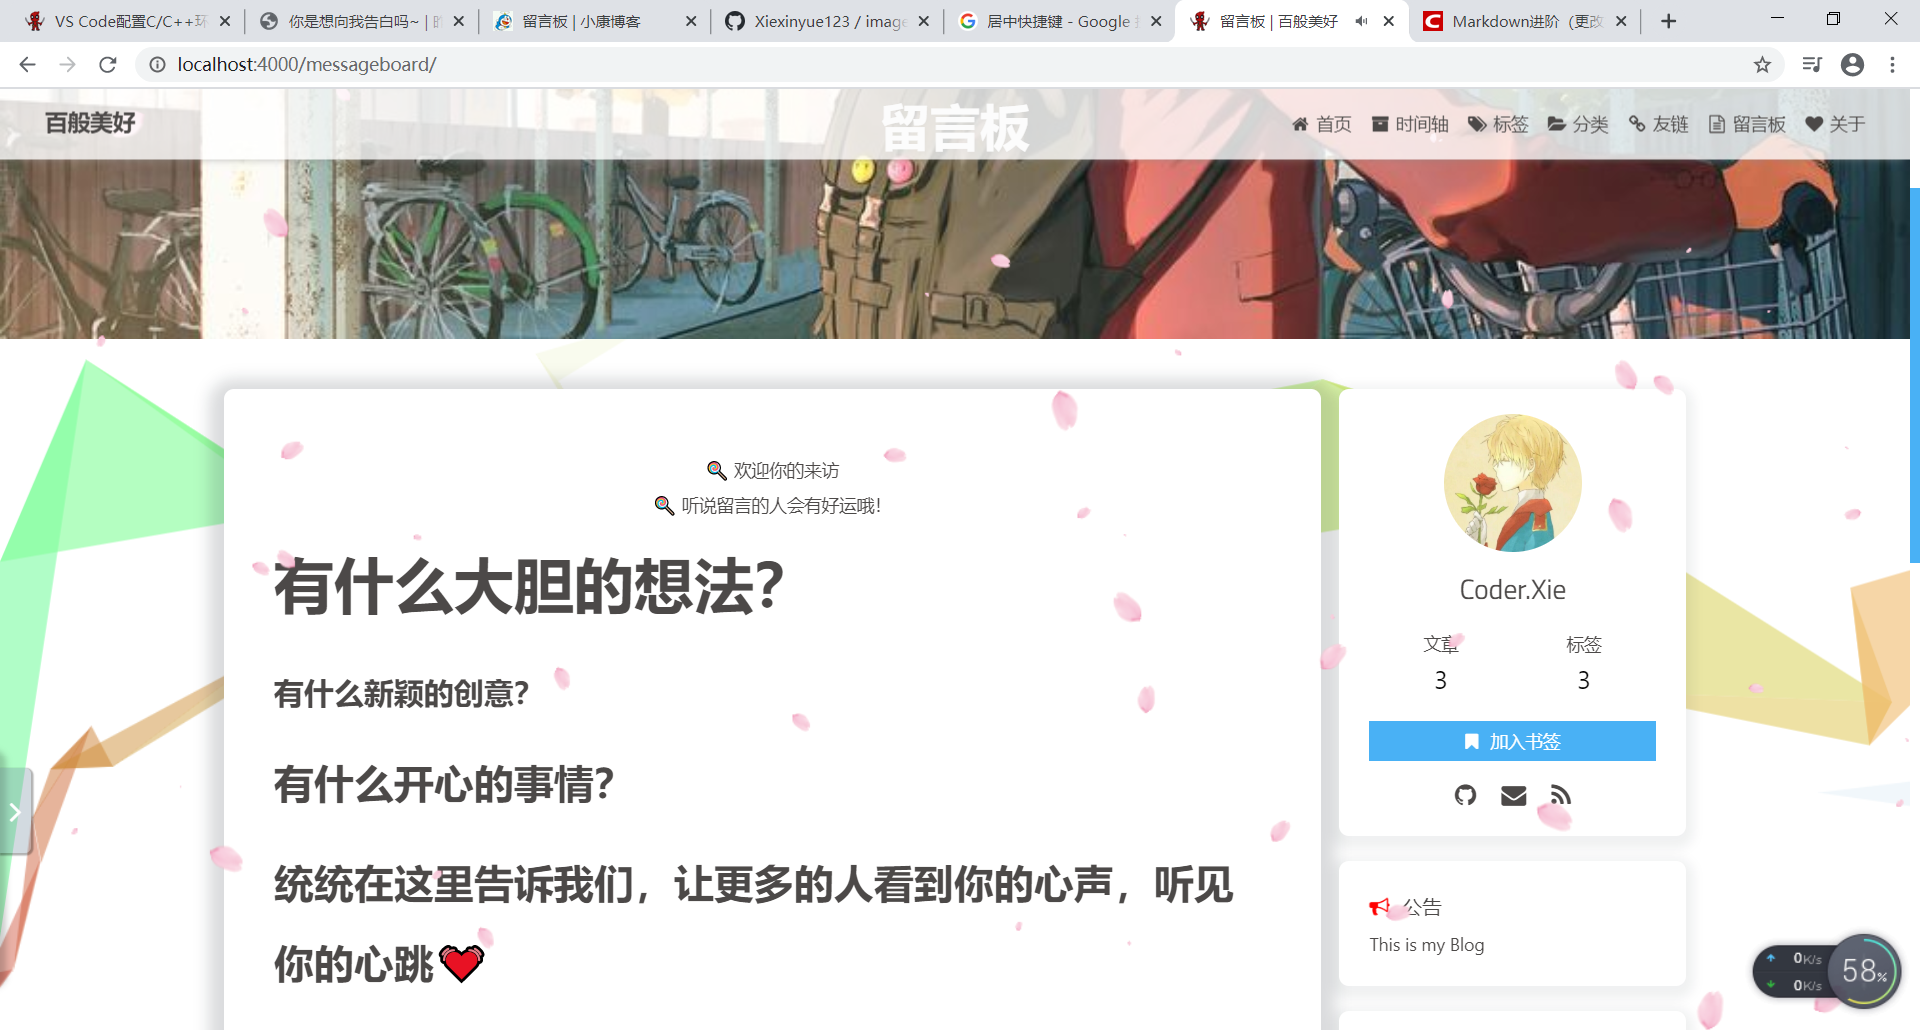 VS Code配置C/C++环
你是想向我告白吗~ |
留言板 | 小康博客
Xiexinyue123 / image
居中快捷键 - Google
留言板 | 百般美好
Markdown进阶（更改
localhost:4000/messageboard/
百般美好
留言板
首页 时间轴 标签 分类 友链 留言板 关于
欢迎你的来访
听说留言的人会有好运哦!
有什么大胆的想法?
有什么新颖的创意?
有什么开心的事情?
统统在这里告诉我们，让更多的人看到你的心声，听见
你的心跳
Coder.Xie
文章 标签
3 3
加入书签
公告
This is my Blog
0K/s
0K/s
58%